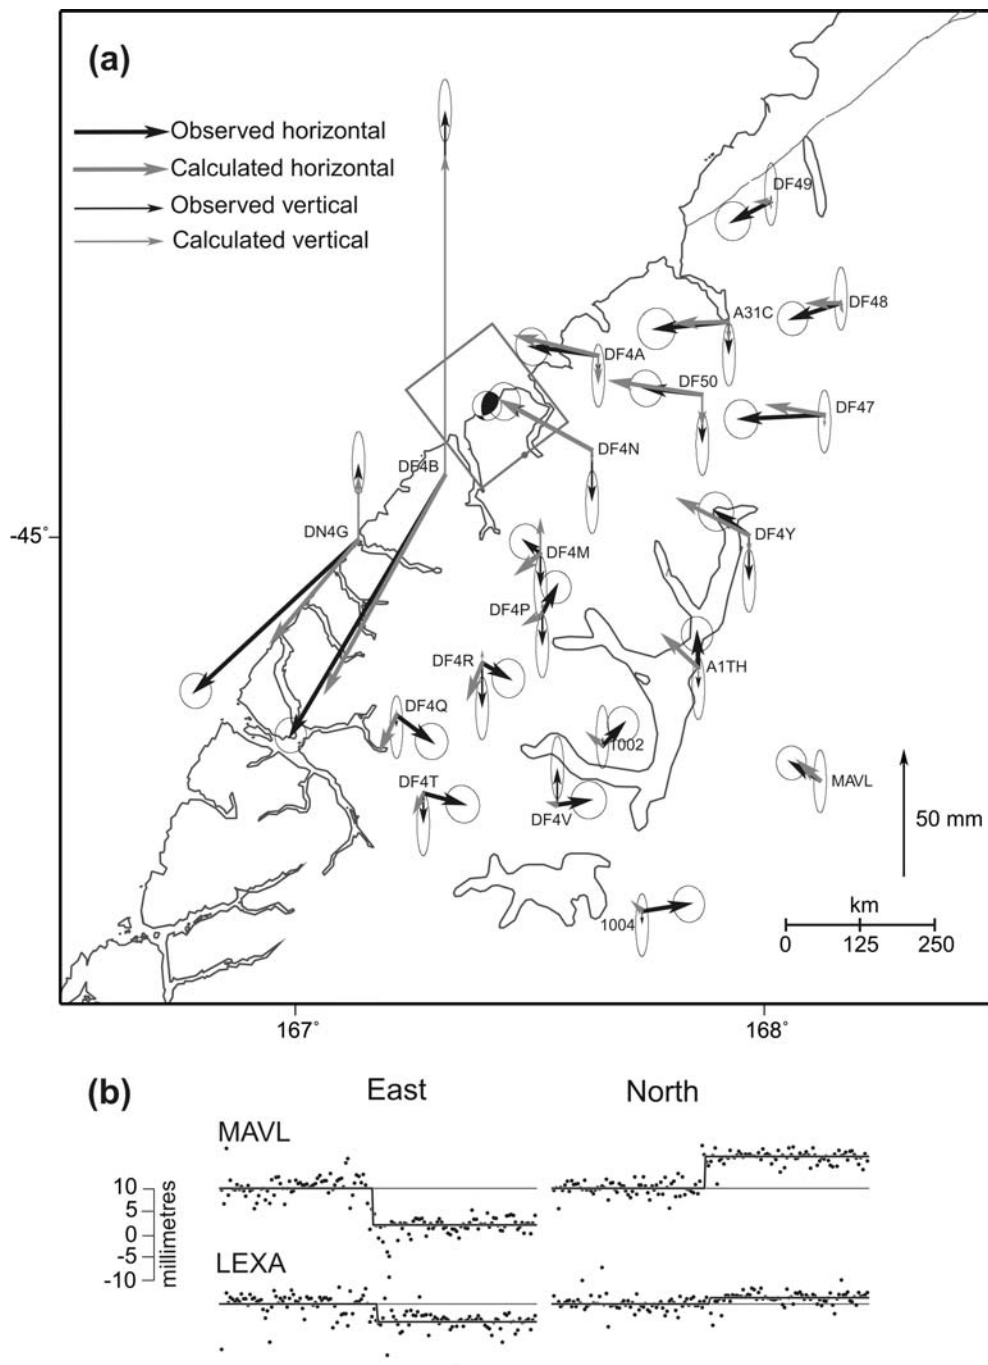 (a)
Observed horizontal
Calculated horizontal
Observed vertical
Calculated vertical
DF49
DF48
A31C
DF4A
DF50
DF47
DF4N
DF4B
DN4G
-45°
DF4M
DF4Y
DF4P
DF4R
A1TH
DF4Q
1002
DF4T
MAVL
DF4V
50 mm
1004
km
0 125 250
167° 168°
(b)
East North
MAVL
10
5
0
-5
-10
millimetres
LEXA